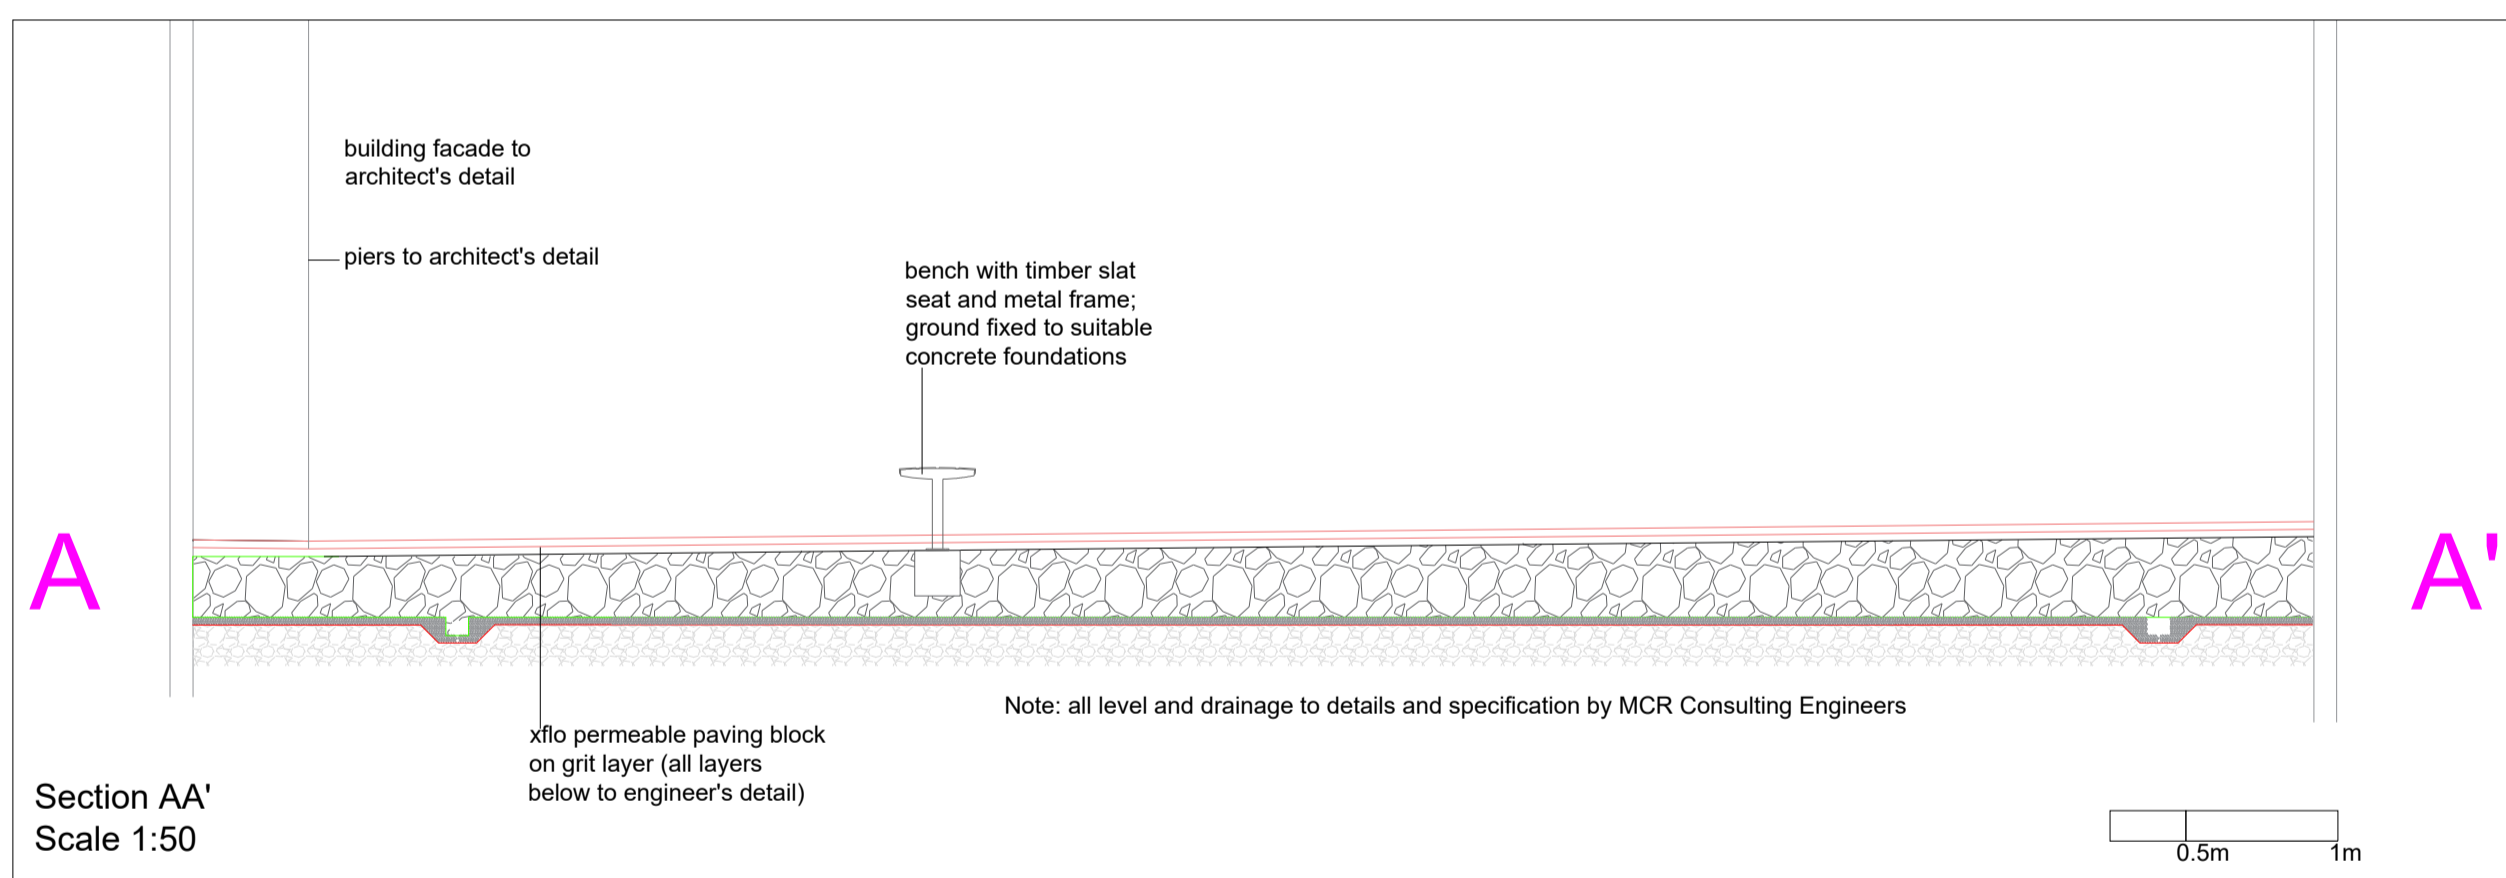 building facade to
architect's detail
piers to architect's detail
bench with timber slat
seat and metal frame;
ground fixed to suitable
concrete foundations
A
A'
Note: all level and drainage to details and specification by MCR Consulting Engineers
xflo permeable paving block
on grit layer (all layers
below to engineer's detail)
Section AA'
Scale 1:50
0.5m
1m